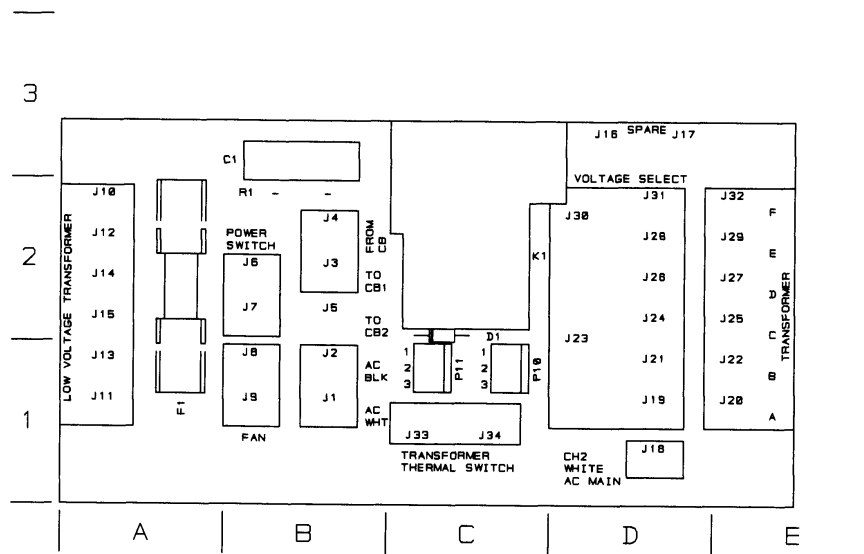 3
J16 SPARE J17
C1
VOLTAGE SELECT
R1 - -
J10
J31
J32
J4
J30
F
2
LOW VOLTAGE TRANSFORMER
J12
POWER
SWITCH
FROM
CB
J28
J29
E
J6
J3
K1
J14
TO
CB1
J26
J27
D
TRANSFORMER
J7
J5
J15
TO
CB2
J24
J25
C
D1
J23
J13
J8
J2
AC
BLK
1
2
3
P11
1
2
3
P10
J21
J22
B
J11
J9
J1
J19
J20
A
1
F1
AC
WHT
FAN
J33 J34
TRANSFORMER
THERMAL SWITCH
J18
CH2
WHITE
AC MAIN
A B C D E